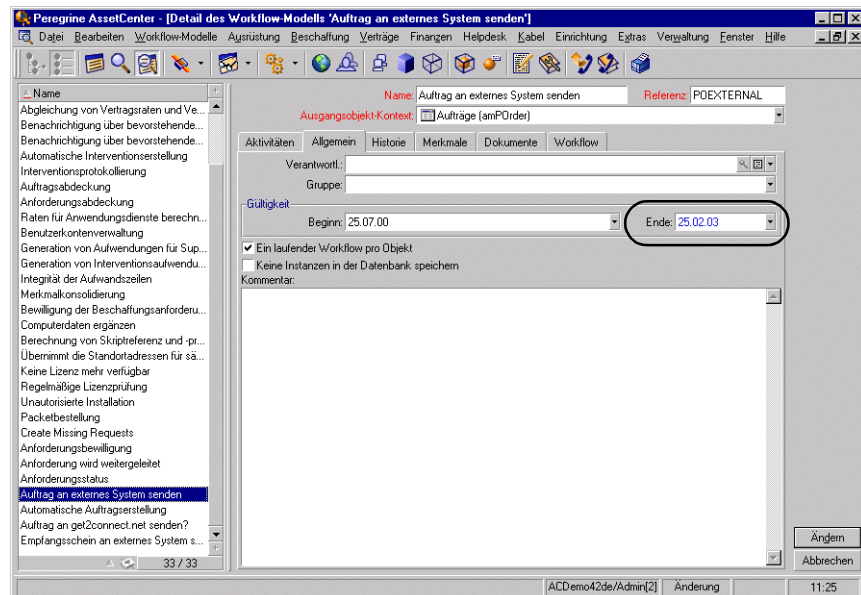 Peregrine AssetCenter - [Detail des Workflow-Modells 'Auftrag an externes System senden']
Datei Bearbeiten Workflow-Modelle Ausrüstung Beschaffung Verträge Finanzen Helpdesk Kabel Einrichtung Extras Verwaltung Fenster Hilfe
Name
Abgleichung von Vertragsraten und Ve...
Benachrichtigung über bevorstehende...
Benachrichtigung über bevorstehende...
Automatische Interventionserstellung
Interventionsprotokollierung
Auftragsabdeckung
Anforderungsabdeckung
Raten für Anwendungsdienste berechn...
Benutzerkontenverwaltung
Generation von Aufwendungen für Sup...
Generation von Interventionsaufwendu...
Integrität der Aufwandszeilen
Merkmalkonsolidierung
Bewilligung der Beschaffungsanforderu...
Computerdaten ergänzen
Berechnung von Skriptreferenz und -pr...
Übernimmt die Standortadressen für sä...
Keine Lizenz mehr verfügbar
Regelmäßige Lizenzprüfung
Unautorisierte Installation
Packetbestellung
Create Missing Requests
Anforderungsbewilligung
Anforderung wird weitergeleitet
Anforderungsstatus
Auftrag an externes System senden
Automatische Auftragserstellung
Auftrag an get2connect.net senden?
Empfangsschein an externes System s...
33 / 33
Name: Auftrag an externes System senden Referenz: POEXTERNAL
Ausgangsobjekt-Kontext: Aufträge (amPOrder)
Aktivitäten Allgemein Historie Merkmale Dokumente Workflow
Verantwortl.:
Gruppe:
Gültigkeit
Beginn: 25.07.00 Ende: 25.02.03
Ein laufender Workflow pro Objekt
Keine Instanzen in der Datenbank speichern
Kommentar:
Ändern
Abbrechen
ACDemo42de/Admin[2] Änderung 11:25